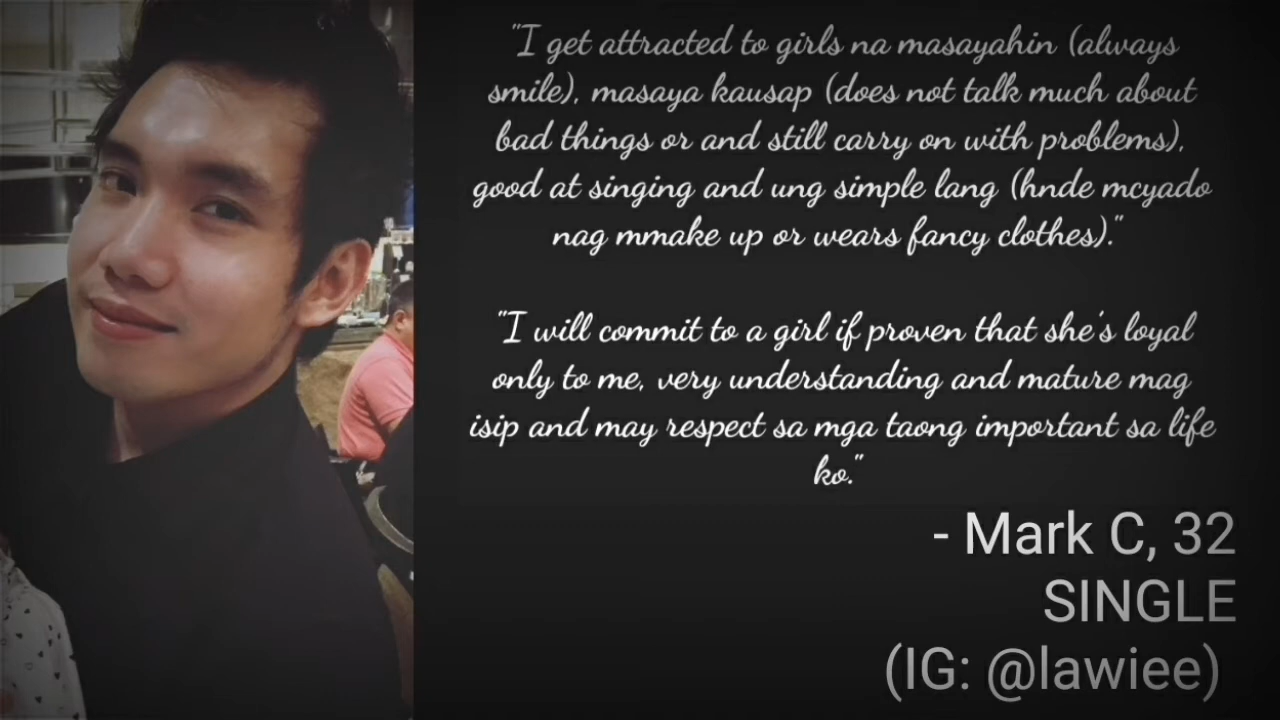 "I get attracted to girls na masayahin (always
smile), masaya kausap (does not talk much about
bad things or and still carry on with problems),
good at singing and ung simple lang (hnde mcyado
nag mmake up or wears fancy clothes)."
"I will commit to a girl if proven that she's loyal
only to me, very understanding and mature mag
isip and may respect sa mga taong important sa life
ko."
- Mark C, 32
SINGLE
(IG: @lawiee)